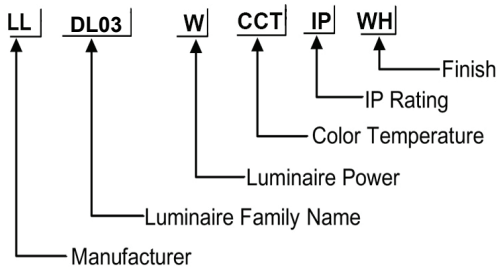 LL DL03 W CCT IP WH
Finish
IP Rating
Color Temperature
Luminaire Power
Luminaire Family Name
Manufacturer